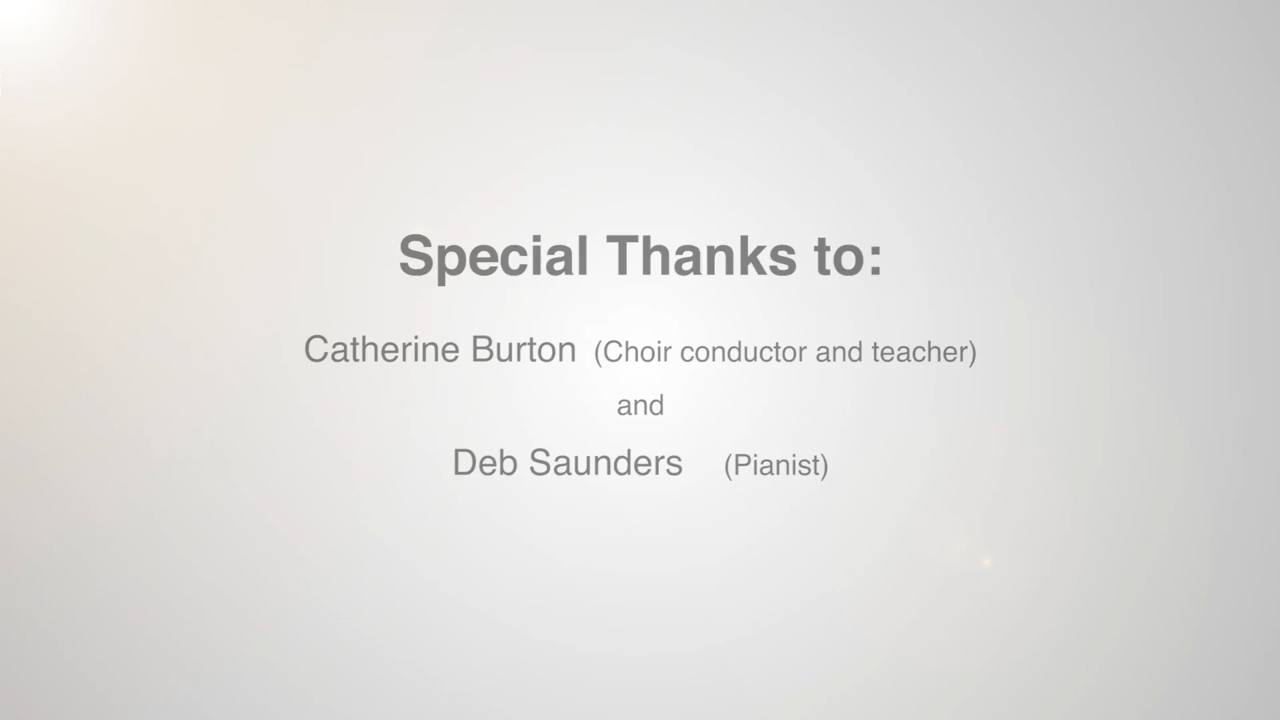 Special Thanks to:
Catherine Burton (Choir conductor and teacher)
and
Deb Saunders (Pianist)